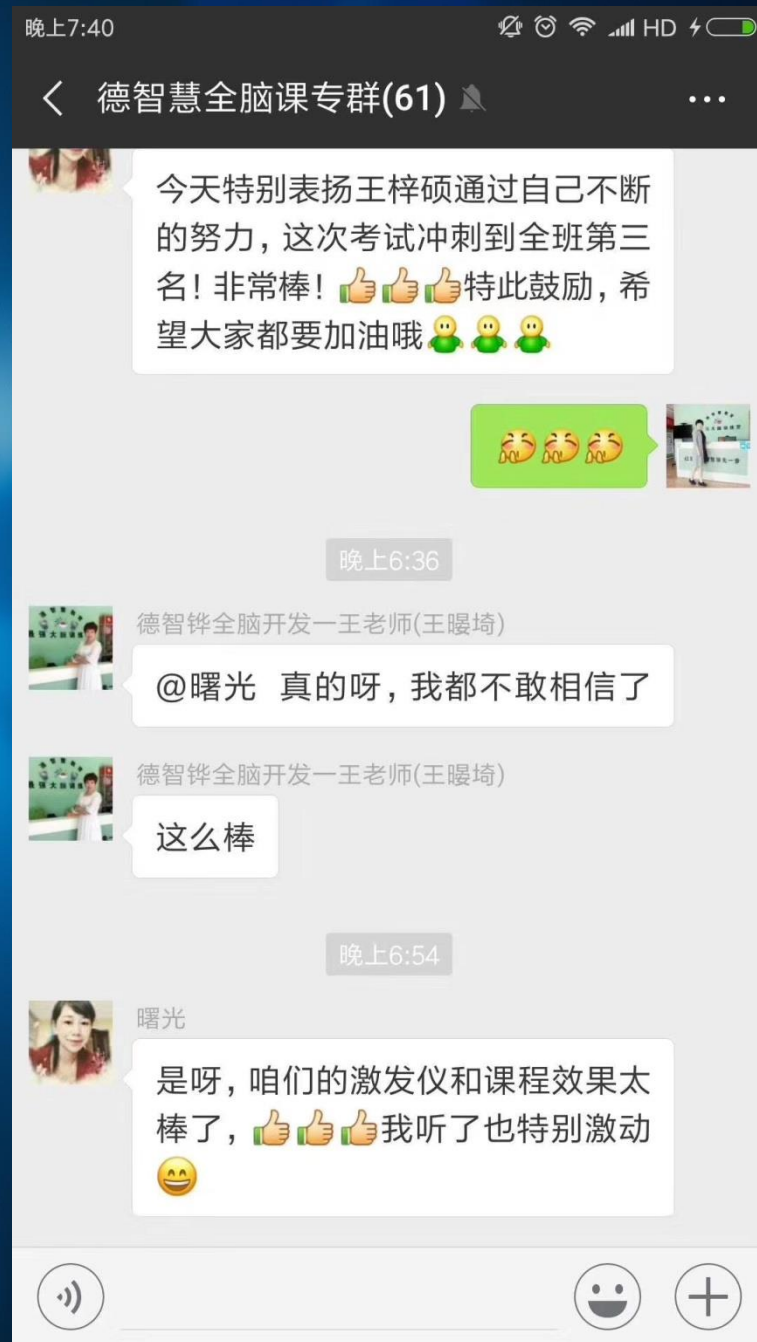 晚上7:40
HD
德智慧全脑课专群(61)
今天特别表扬王梓硕通过自己不断
的努力，这次考试冲刺到全班第三
名！非常棒！👍👍👍特此鼓励，希
望大家都要加油哦
晚上6:36
德智铧全脑开发一王老师(王曝埼)
@曙光 真的呀，我都不敢相信了
德智铧全脑开发一王老师(王曝埼)
这么棒
晚上6:54
曙光
是呀，咱们的激发仪和课程效果太
棒了，👍👍👍我听了也特别激动
😄